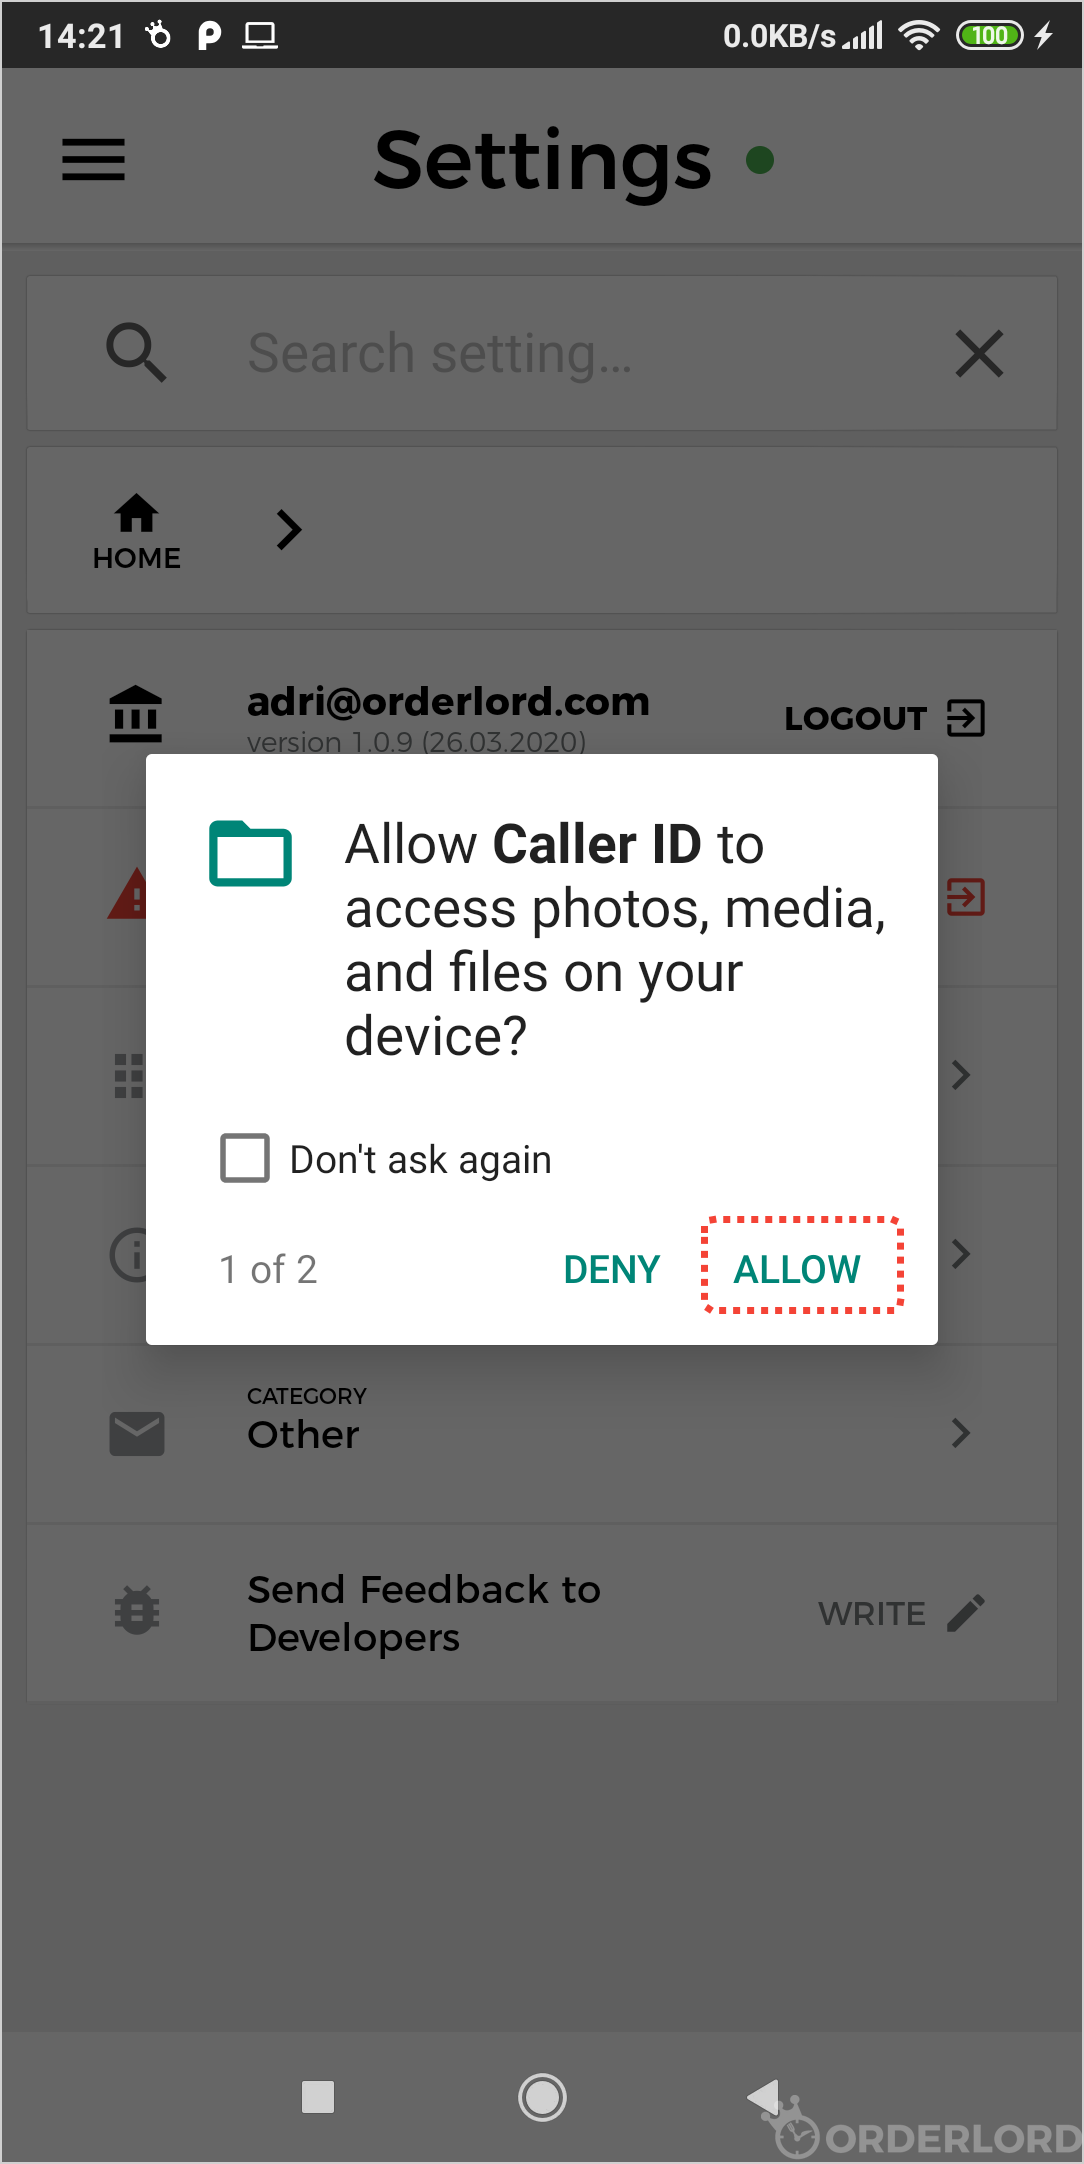 14:21
0.0KB/s
100
Settings
Search setting...
HOME
adri@orderlord.com
version 1.0.9 (26.03.2020)
LOGOUT
Allow Caller ID to
access photos, media,
and files on your
device?
Don't ask again
1 of 2
DENY
ALLOW
CATEGORY
Other
Send Feedback to
Developers
WRITE
ORDERLORD